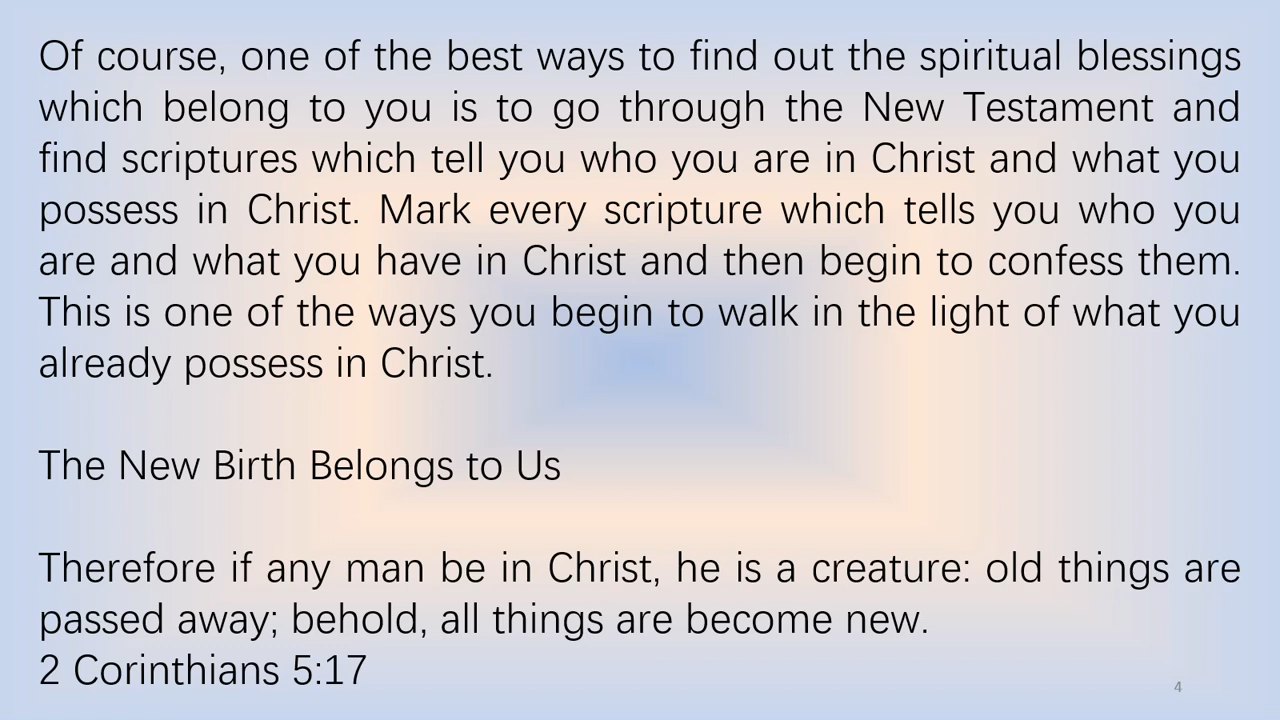 Of course, one of the best ways to find out the spiritual blessings
which belong to you is to go through the New Testament and
find scriptures which tell you who you are in Christ and what you
possess in Christ. Mark every scripture which tells you who you
are and what you have in Christ and then begin to confess them.
This is one of the ways you begin to walk in the light of what you
already possess in Christ.
The New Birth Belongs to Us
Therefore if any man be in Christ, he is a creature: old things are
passed away; behold, all things are become new.
2 Corinthians 5:17
4